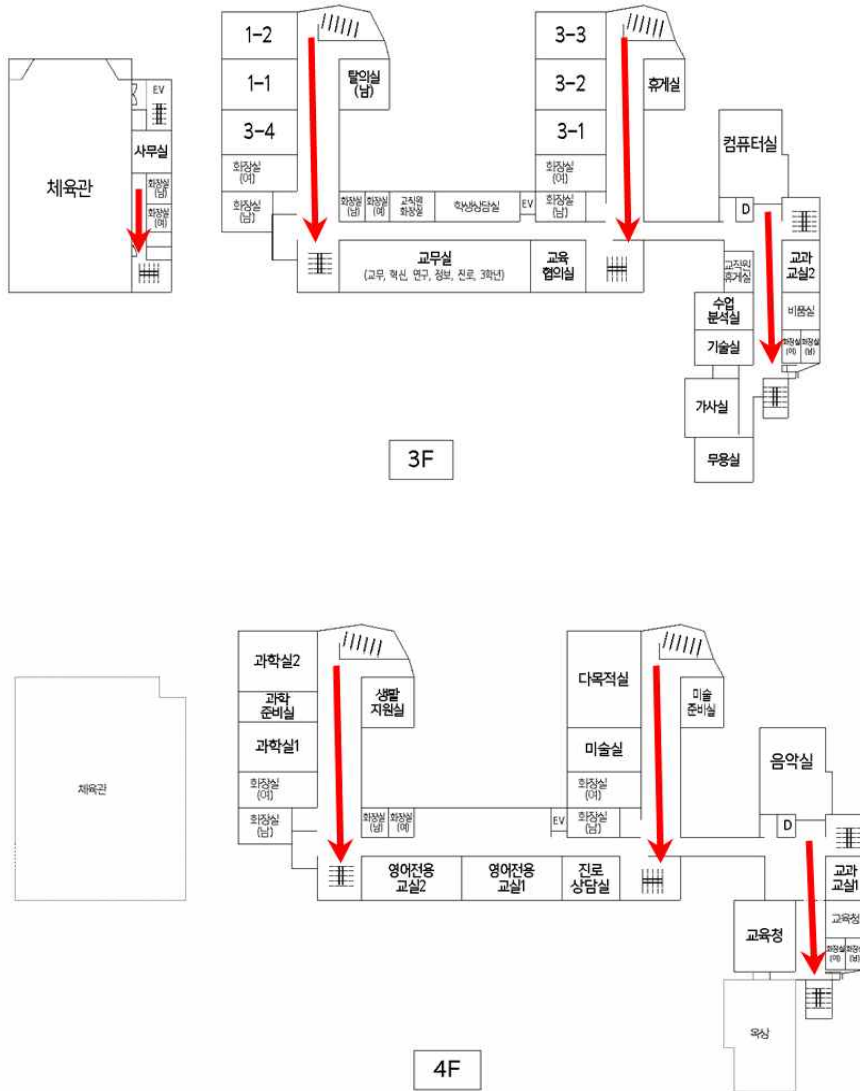 1-2
1-1
3-4
화장실
(여)
화장실
(남)
탈의실
(남)
3-3
3-2
3-1
화장실
(여)
화장실
(남)
휴게실
EV
사무실
화장실
(남)
화장실
(여)
체육관
컴퓨터실
D
화장실
(남)
화장실
(여)
교직원
화장실
학생상담실
EV
교무실
(교무, 혁신, 연구, 정보, 진로, 3학년)
교육
협의실
교직원
휴게실
교과
교실2
수업
분석실
비품실
기술실
화장실
(여)
화장실
(남)
가사실
무용실
3F
과학실2
과학
준비실
과학실1
화장실
(여)
화장실
(남)
생활
지원실
다목적실
미술실
화장실
(여)
화장실
(남)
미술
준비실
체육관
음악실
D
화장실
(남)
화장실
(여)
EV
영어전용
교실2
영어전용
교실1
진로
상담실
교과
교실1
교육청
교육청
화장실
(여)
화장실
(남)
옥상
4F